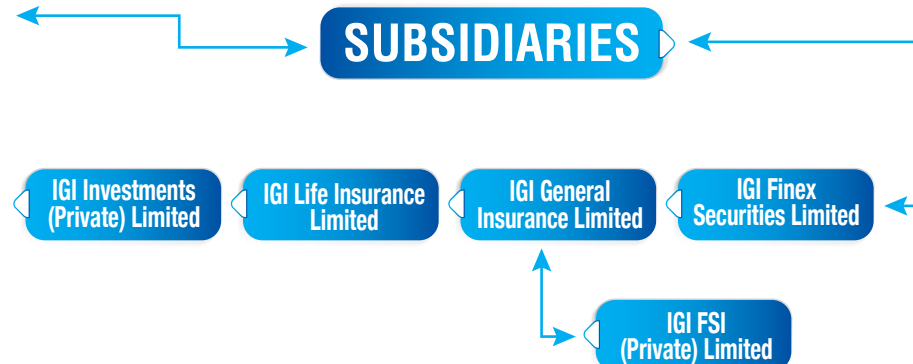 SUBSIDIARIES
IGI Investments
(Private) Limited
IGI Life Insurance
Limited
IGI General
Insurance Limited
IGI Finex
Securities Limited
IGI FSI
(Private) Limited